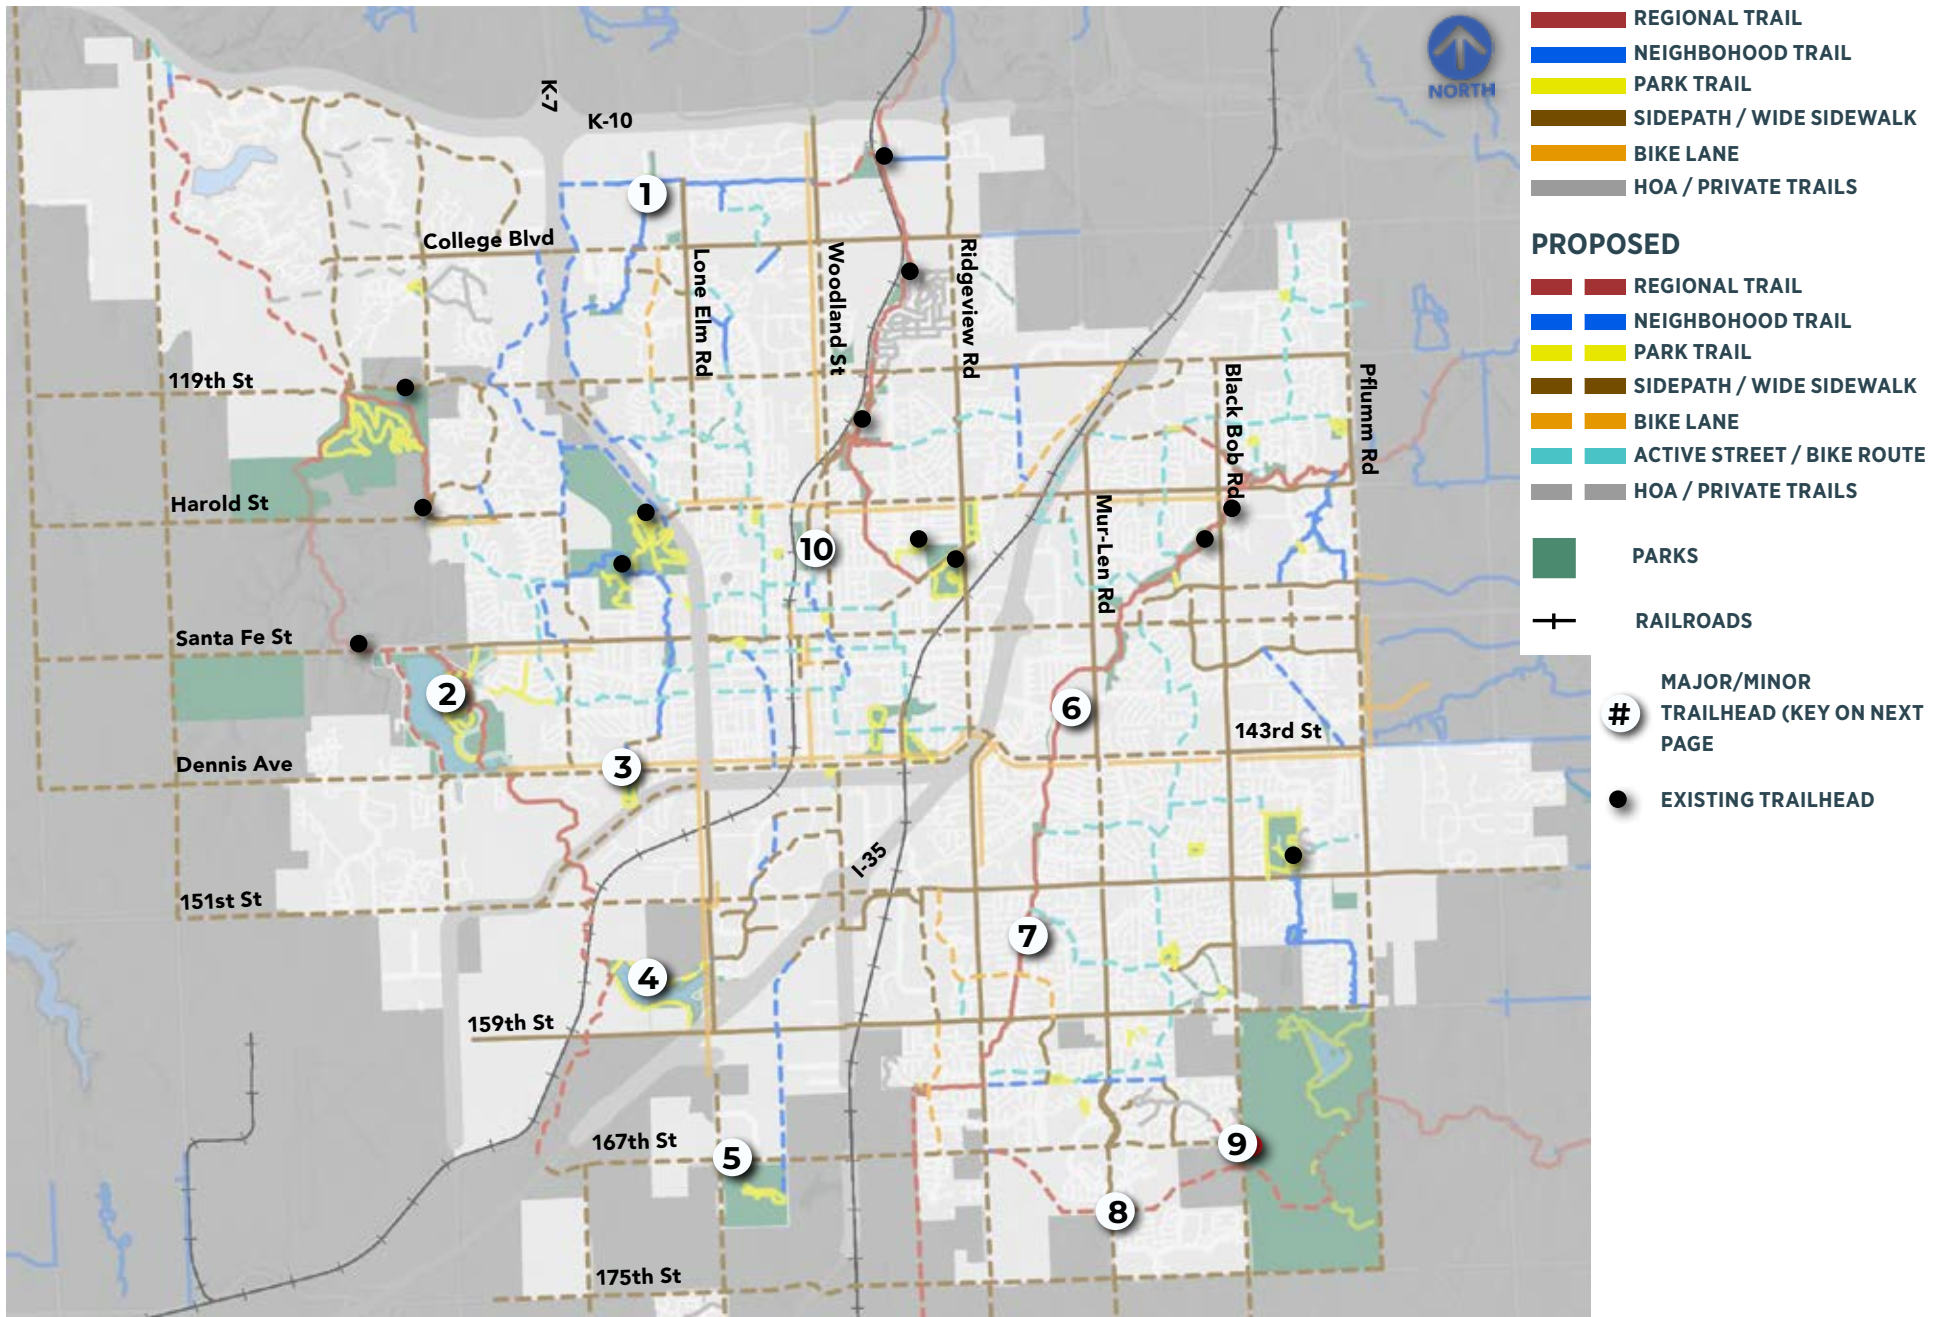 REGIONAL TRAIL
NEIGHBOHOOD TRAIL
PARK TRAIL
SIDEPATH / WIDE SIDEWALK
BIKE LANE
HOA / PRIVATE TRAILS
PROPOSED
REGIONAL TRAIL
NEIGHBOHOOD TRAIL
PARK TRAIL
SIDEPATH / WIDE SIDEWALK
BIKE LANE
ACTIVE STREET / BIKE ROUTE
HOA / PRIVATE TRAILS
PARKS
RAILROADS
#
MAJOR/MINOR
TRAILHEAD (KEY ON NEXT
PAGE
EXISTING TRAILHEAD
NORTH
K-7
K-10
1
College Blvd
Lone Elm Rd
Woodland St
Ridgeview Rd
119th St
Black Bob Rd
Pflumm Rd
Harold St
Mur-Len Rd
10
Santa Fe St
2
6
143rd St
Dennis Ave
3
I-35
151st St
7
4
159th St
167th St
5
9
8
175th St